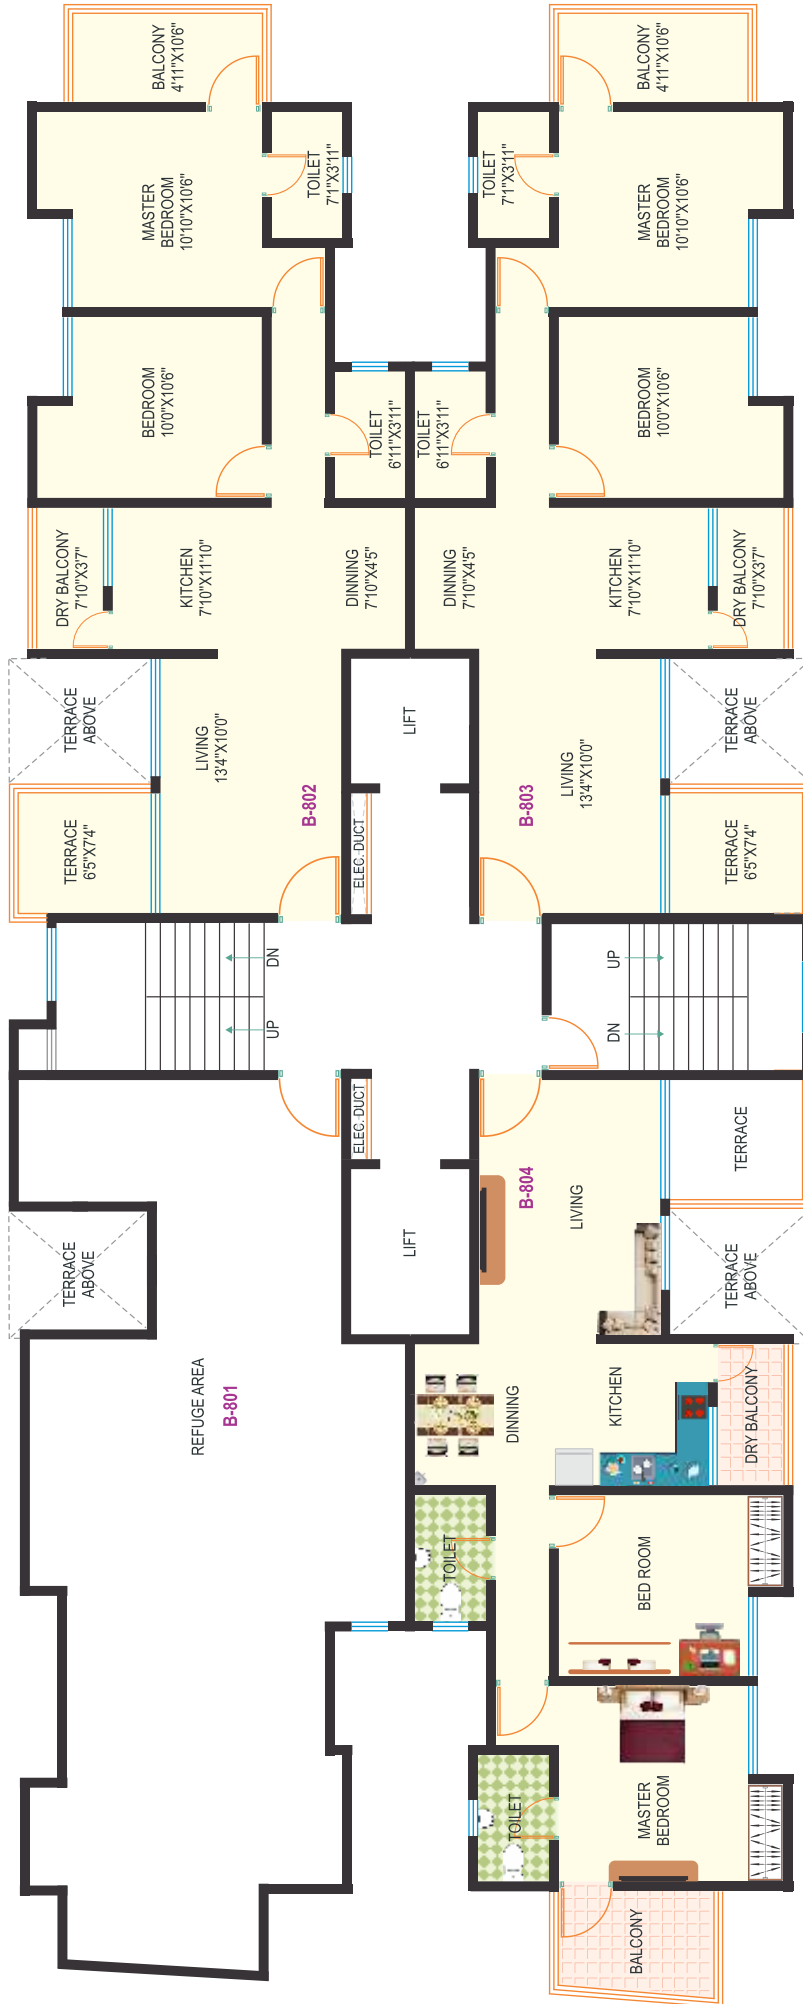 BALCONY
4'11"X10'6"
BALCONY
4'11"X10'6"
MASTER
BEDROOM
10'10"X10'6"
TOILET
7'1"X3'11"
TOILET
7'1"X3'11"
MASTER
BEDROOM
10'10"X10'6"
BEDROOM
10'0"X10'6"
TOILET
6'11"X3'11"
TOILET
6'11"X3'11"
BEDROOM
10'0"X10'6"
DRY BALCONY
7'10"X3'7"
KITCHEN
7'10"X11'10"
DINNING
7'10"X4'5"
DINNING
7'10"X4'5"
KITCHEN
7'10"X11'10"
DRY BALCONY
7'10"X3'7"
TERRACE
ABOVE
LIVING
13'4"X10'0"
B-802
LIFT
B-803
LIVING
13'4"X10'0"
TERRACE
ABOVE
TERRACE
6'5"X7'4"
ELEC. DUCT
TERRACE
6'5"X7'4"
DN
UP
UP
DN
ELEC. DUCT
TERRACE
B-804
LIVING
TERRACE
ABOVE
LIFT
TERRACE
ABOVE
REFUGE AREA
B-801
DINNING
KITCHEN
DRY BALCONY
TOILET
BED ROOM
TOILET
MASTER
BEDROOM
BALCONY